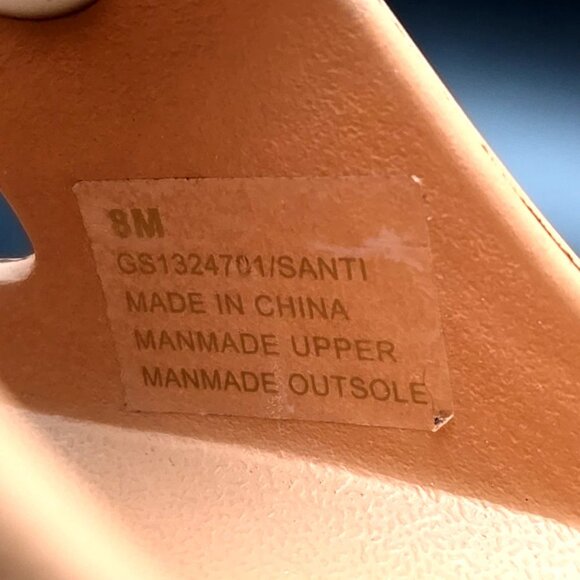 8M
GS1324701/SANTI
MADE IN CHINA
MANMADE UPPER
MANMADE OUTSOLE